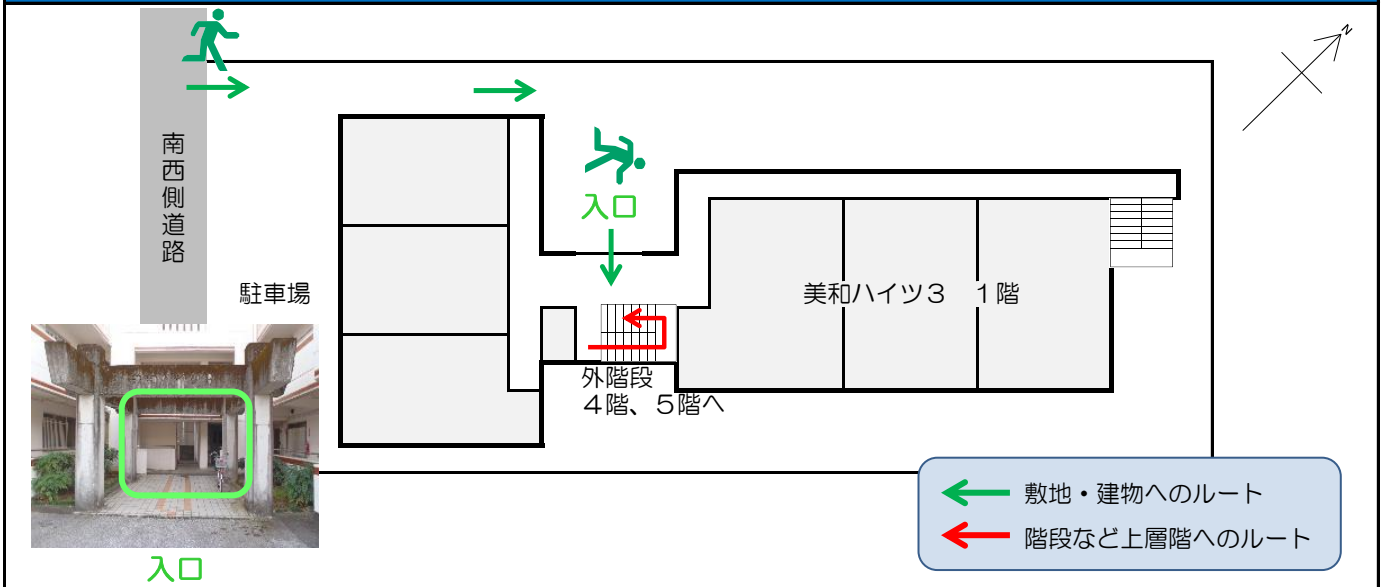 N
南西側道路
入口
駐車場
美和ハイツ３　１階
外階段
４階、５階へ
入口
敷地・建物へのルート
階段など上層階へのルート